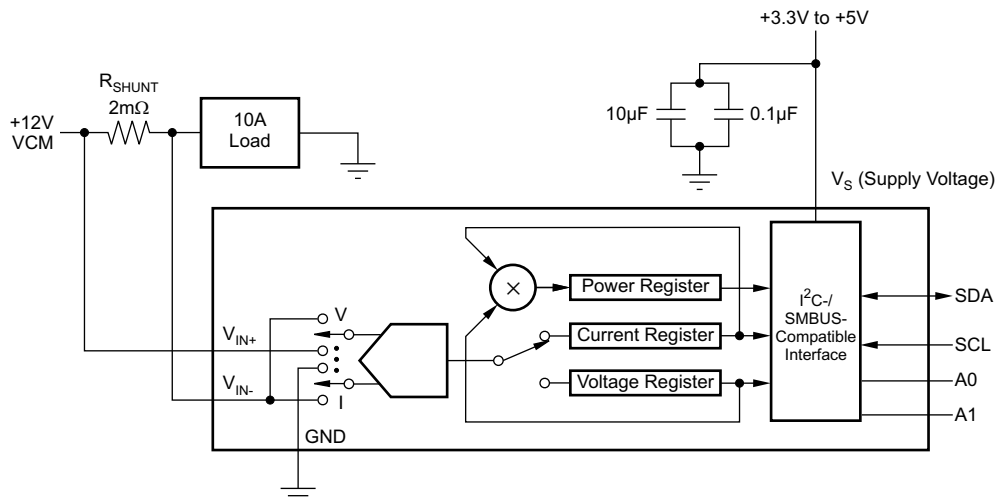 +3.3V to +5V
R_SHUNT
2mΩ
+12V
VCM
10A
Load
10μF
0.1μF
V_S (Supply Voltage)
×
Power Register
V
V_IN+
Current Register
V_IN-
Voltage Register
I
GND
I²C-/
SMBUS-
Compatible
Interface
SDA
SCL
A0
A1